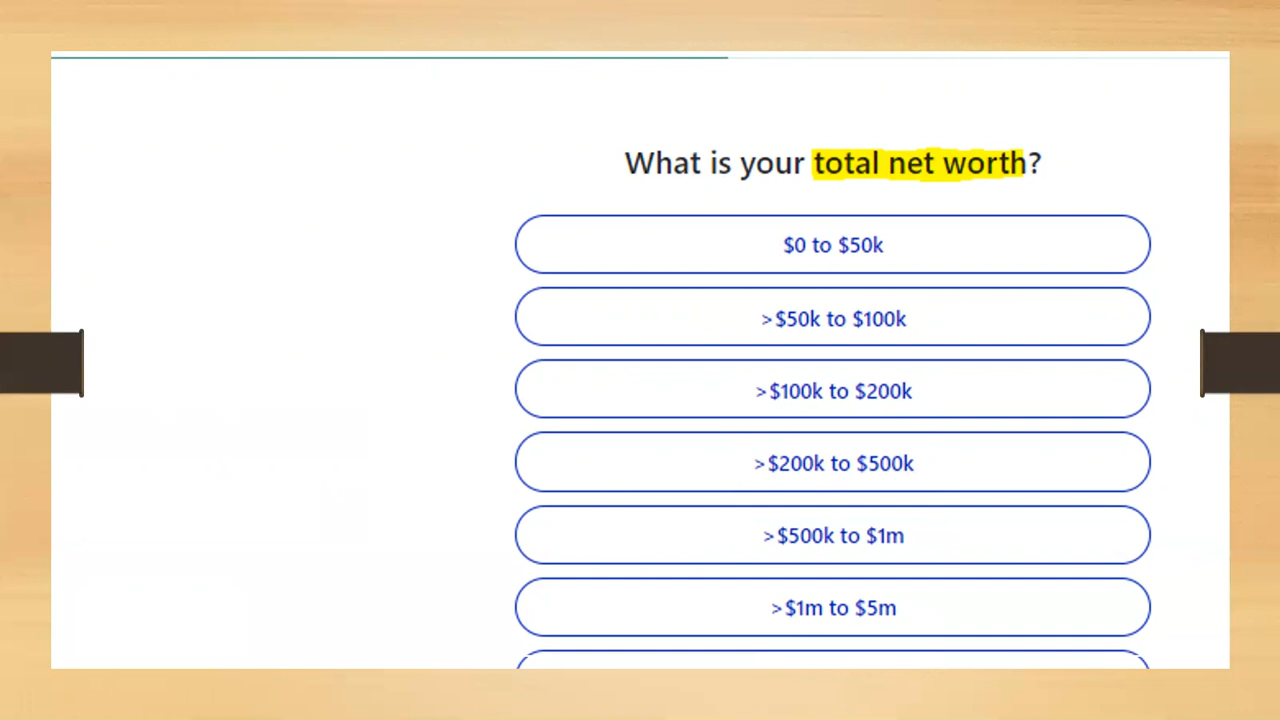 What is your total net worth?
$0 to $50k
>$50k to $100k
>$100k to $200k
>$200k to $500k
>$500k to $1m
>$1m to $5m